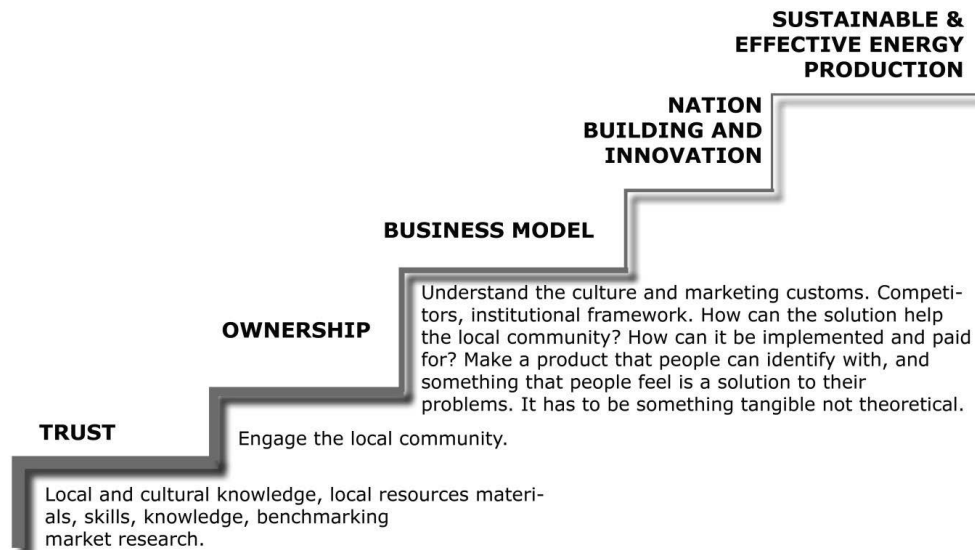 SUSTAINABLE &
EFFECTIVE ENERGY
PRODUCTION
NATION
BUILDING AND
INNOVATION
BUSINESS MODEL
Understand the culture and marketing customs. Competi-
tors, institutional framework. How can the solution help
the local community? How can it be implemented and paid
for? Make a product that people can identify with, and
something that people feel is a solution to their
problems. It has to be something tangible not theoretical.
OWNERSHIP
Engage the local community.
TRUST
Local and cultural knowledge, local resources materi-
als, skills, knowledge, benchmarking
market research.